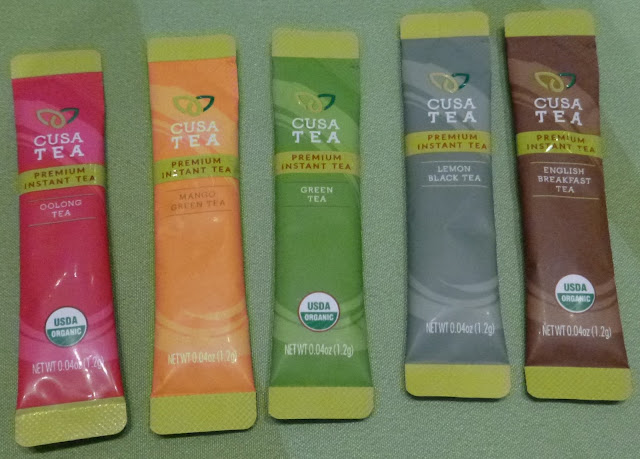 CUSA
TEA
PREMIUM
INSTANT TEA
OOLONG
TEA
USDA
ORGANIC
NET WT 0.04oz (1.2g)
CUSA
TEA
PREMIUM
INSTANT TEA
MANGO
GREEN TEA
NET WT 0.04oz (1.2g)
CUSA
TEA
PREMIUM
INSTANT TEA
GREEN
TEA
USDA
ORGANIC
NET WT 0.04oz (1.2g)
CUSA
TEA
PREMIUM
INSTANT TEA
LEMON
BLACK TEA
NET WT 0.04oz (1.2g)
CUSA
TEA
PREMIUM
INSTANT TEA
ENGLISH
BREAKFAST
TEA
USDA
ORGANIC
NET WT 0.04oz (1.2g)